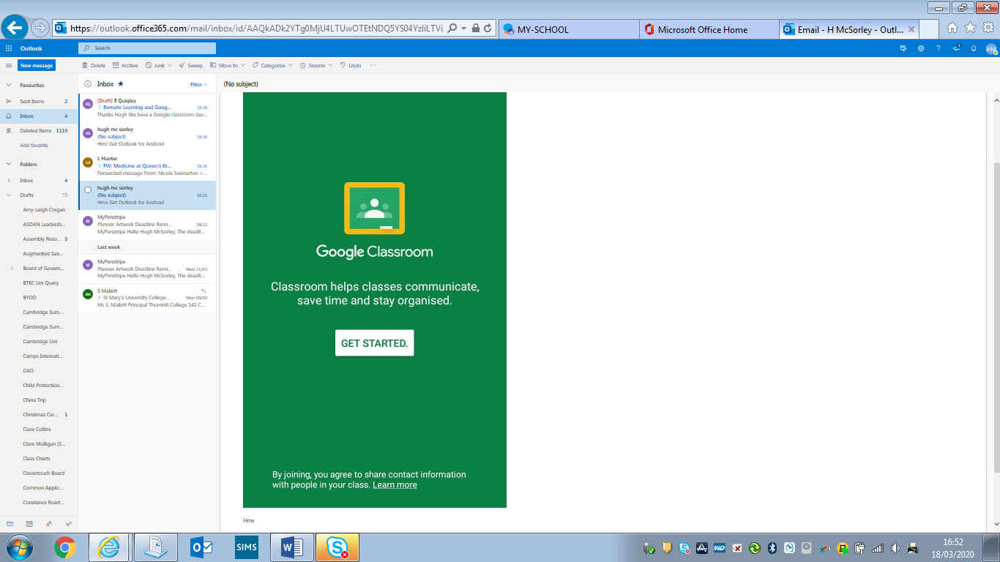 https://outlook.office365.com/mail/inbox/id/AAQkADk2YTg0MjU4LTUwOTEtNDQ5YS04YzliLTVi
MY-SCHOOL
Microsoft Office Home
Email - H McSorley - Outl...
Outlook
Search
?
HM
New message
Delete
Archive
Junk
Sweep
Move to
Categorise
Snooze
Undo
...
Favourites
Sent Items 2
Inbox 4
Deleted Items 1119
Add favorite
Folders
Inbox 4
Drafts 73
Amy-Leigh Cregan
ASDAN Leadersh...
Assembly Reso... 3
Augmented San...
Board of Govern...
BTEC Uni Query
BYOD
Cambridge Sum...
Cambridge Sum...
Cambridge Uni
Camps Internati...
CAO
Child Protection...
China Trip
Christmas Car... 1
Ciara Collins
Clare Mulligan (S...
Class Charts
Clevertouch Board
Common Applic...
Constance Roart...
Inbox
Filter
EQ
[Draft] E Quigley
Remote Learning and Goog... 16:39
Thanks Hugh We have a Google classroom dax...
HS
hugh mc sorley
(No subject) 16:36
Hmc Get Outlook for Android
LH
L Hunter
FW: Medicine at Queen's 8t... 16:36
Forwarded message From: Nicola Swenarton <...
hugh mc sorley
(No subject) 16:35
Hmx Get Outlook for Android
M
MyPenstripe
Planner Artwork Deadline Remi... 08:11
MyPenstripe Hello Hugh McSorley, The deadli...
Last week
M
MyPenstripe
Planner Artwork Deadline Remi... Wed 11/03
MyPenstripe Hello Hugh McSorley, The deadli...
SM
S Mallett
St Mary's University College... Mon 09/03
Ms S. Mallett Principal Thornhill College 142 C...
(No subject)
Google Classroom
Classroom helps classes communicate,
save time and stay organised.
GET STARTED.
By joining, you agree to share contact information
with people in your class. Learn more
Hmx
SIMS
16:52
18/03/2020